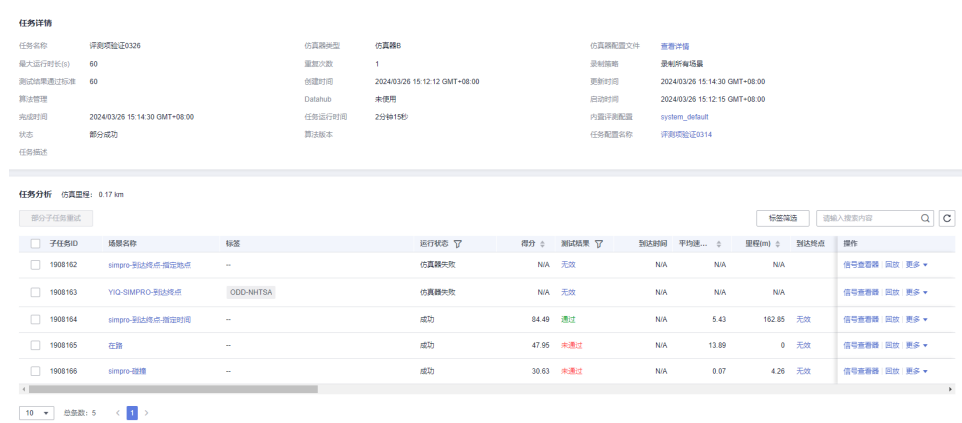 任务详情
任务名称 评测项验证0326 仿真器类型 仿真器B 仿真器配置文件 查看详情
最大运行时长(s) 60 重复次数 1 录制策略 录制所有场景
测试结果通过标准 60 创建时间 2024/03/26 15:12:12 GMT+08:00 更新时间 2024/03/26 15:14:30 GMT+08:00
算法管理 Datahub 未使用 启动时间 2024/03/26 15:12:15 GMT+08:00
完成时间 2024/03/26 15:14:30 GMT+08:00 任务运行时间 2分钟15秒 内置评测配置 system_default
状态 部分成功 算法版本 任务配置名称 评测项验证0314
任务描述
任务分析 仿真里程: 0.17 km
部分子任务重试 标签筛选 请输入搜索内容
子任务ID 场景名称 标签 运行状态 得分 测试结果 到达时间 平均速... 里程(m) 到达终点 操作
1908162 simpro-到达终点-指定地点 -- 仿真器失败 N/A 无效 N/A N/A N/A 信号查看器 回放 更多
1908163 YIQ-SIMPRO-到达终点 ODD-NHTSA 仿真器失败 N/A 无效 N/A N/A N/A 信号查看器 回放 更多
1908164 simpro-到达终点-指定时间 -- 成功 84.49 通过 N/A 5.43 162.85 无效 信号查看器 回放 更多
1908165 在路 -- 成功 47.95 未通过 N/A 13.89 0 无效 信号查看器 回放 更多
1908166 simpro-碰撞 -- 成功 30.63 未通过 N/A 0.07 4.26 无效 信号查看器 回放 更多
10 总条数: 5 < 1 >